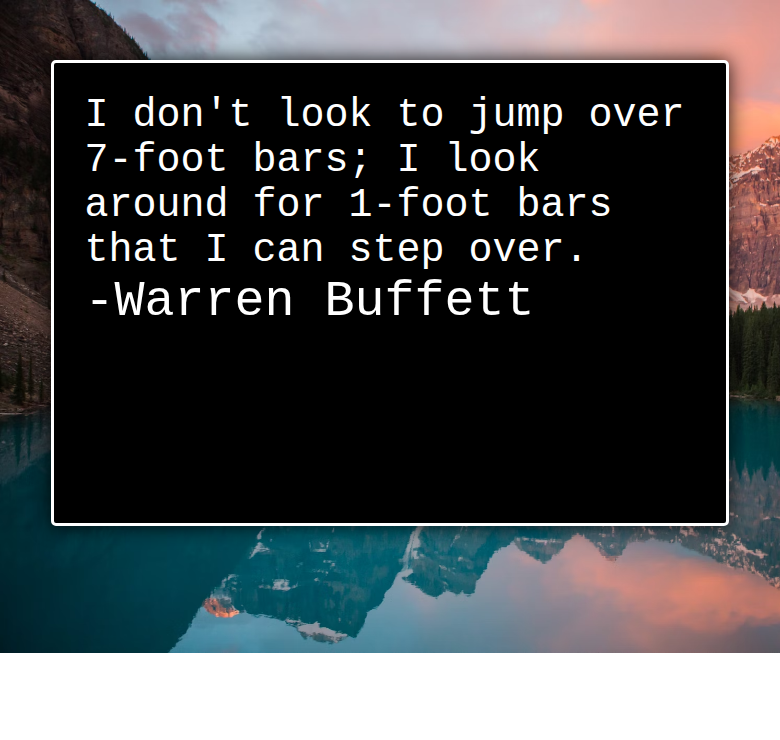 I don't look to jump over
7-foot bars; I look
around for 1-foot bars
that I can step over.
-Warren Buffett